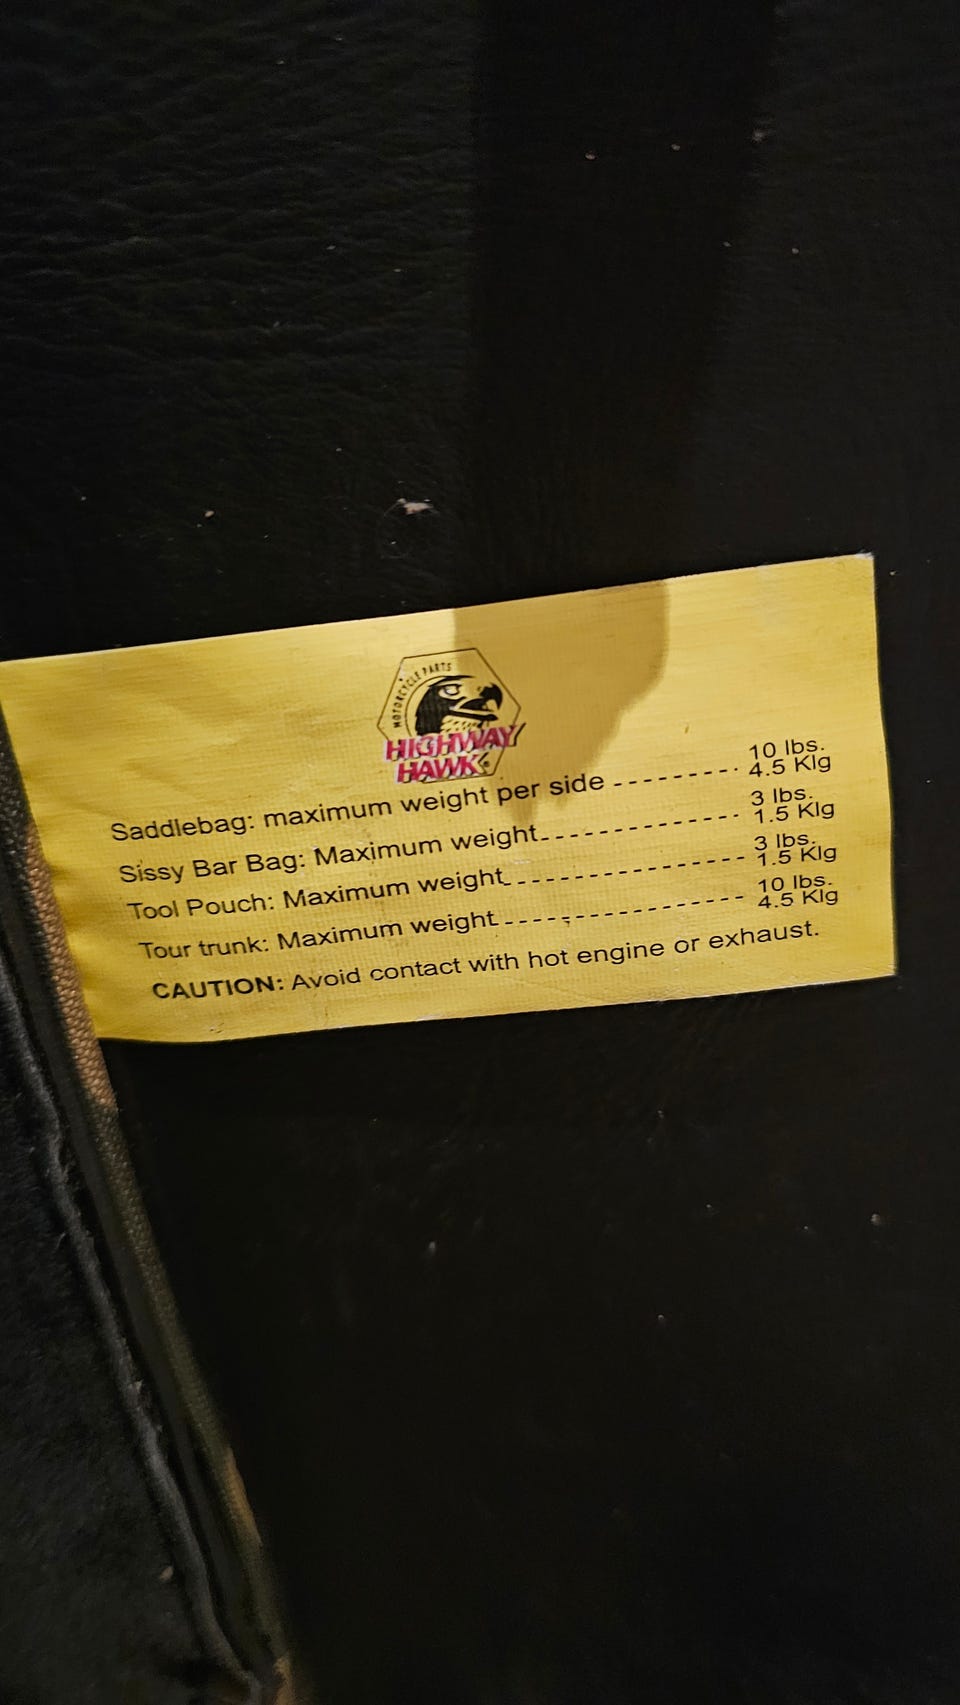 MOTORCYCLE PARTS
HIGHWAY
HAWK®
Saddlebag: maximum weight per side --------- 10 lbs.
4.5 Klg
Sissy Bar Bag: Maximum weight--------------- 3 lbs.
1.5 Klg
Tool Pouch: Maximum weight------------------ 3 lbs.
1.5 Klg
Tour trunk: Maximum weight------------------ 10 lbs.
4.5 Klg
CAUTION: Avoid contact with hot engine or exhaust.